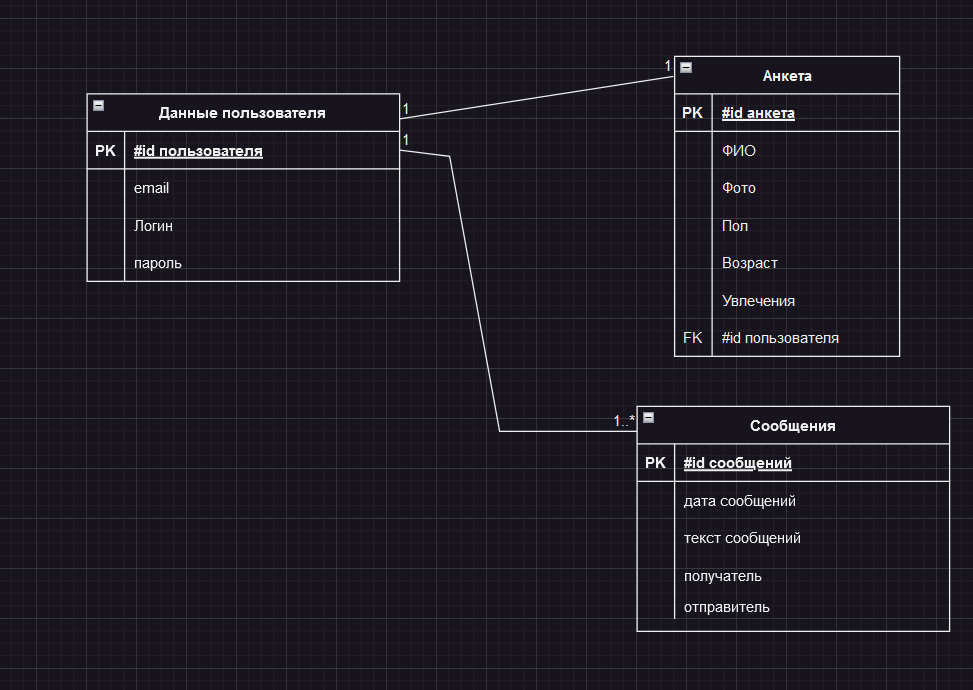 Данные пользователя
PK #id пользователя
email
Логин
пароль
1
1
1
Анкета
PK #id анкета
ФИО
Фото
Пол
Возраст
Увлечения
FK #id пользователя
1..*
Сообщения
PK #id сообщений
дата сообщений
текст сообщений
получатель
отправитель